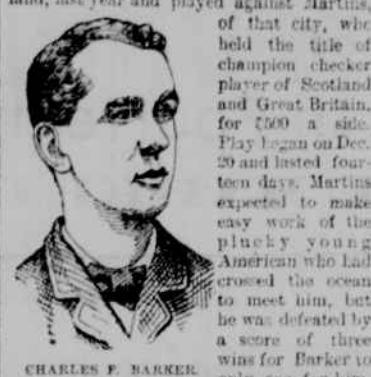 land, last year and played against Martins,
of that city, who
held the title of
champion checker
player of Scotland
and Great Britain,
for £500 a side.
Play began on Dec.
20 and lasted four-
teen days. Martins
expected to make
easy work of the
plucky young
American who had
crossed the ocean
to meet him, but
he was defeated by
a score of three
wins for Barker to
CHARLES F. BARKER.